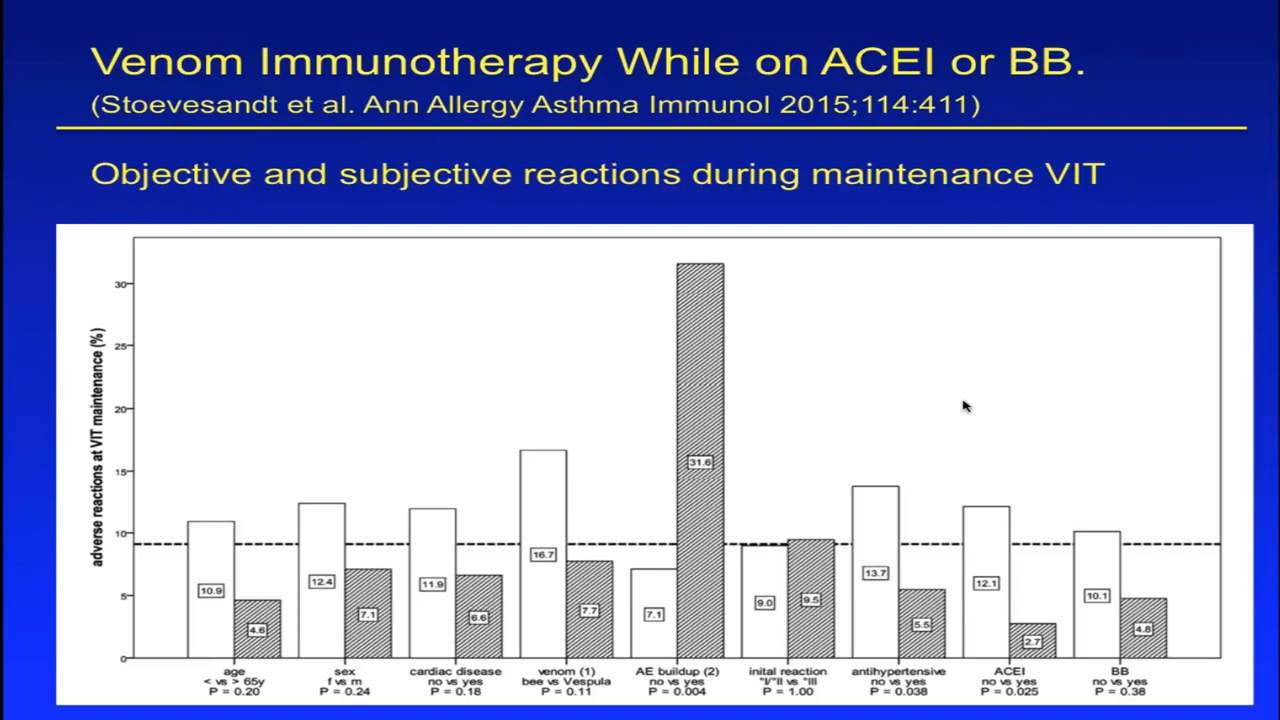 Venom Immunotherapy While on ACEI or BB.
(Stoevesandt et al. Ann Allergy Asthma Immunol 2015;114:411)
Objective and subjective reactions during maintenance VIT
adverse reactions at VIT maintenance (%)
30
25
20
15
10
5
0
10.9
4.6
12.4
7.1
11.9
6.6
16.7
7.7
7.1
31.6
9.0
9.5
13.7
5.5
12.1
2.7
10.1
4.8
age
< vs > 65y
P = 0.20
sex
f vs m
P = 0.24
cardiac disease
no vs yes
P = 0.18
venom (1)
bee vs Vespula
P = 0.11
AE buildup (2)
no vs yes
P = 0.004
inital reaction
°I/°II vs °III
P = 1.00
antihypertensive
no vs yes
P = 0.038
ACEI
no vs yes
P = 0.025
BB
no vs yes
P = 0.38